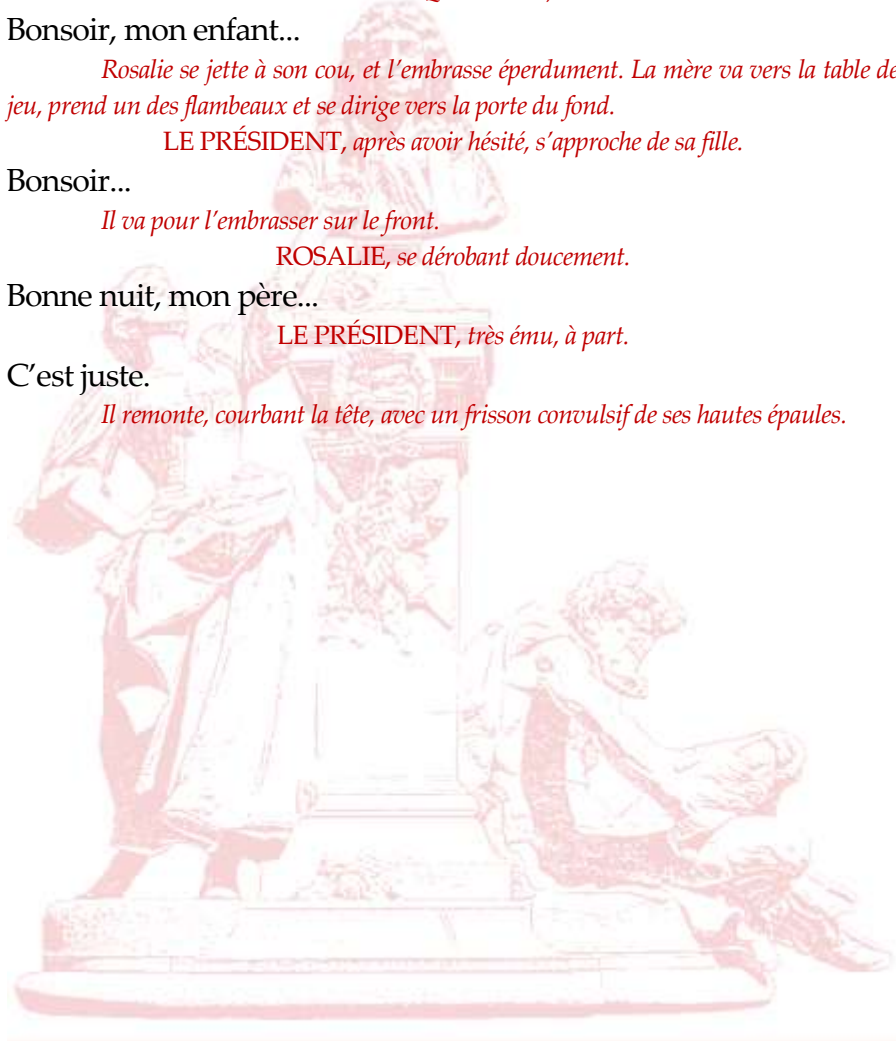 Bonsoir, mon enfant...
Rosalie se jette à son cou, et l'embrasse éperdument. La mère va vers la table de
jeu, prend un des flambeaux et se dirige vers la porte du fond.
LE PRÉSIDENT, après avoir hésité, s'approche de sa fille.
Bonsoir...
Il va pour l'embrasser sur le front.
ROSALIE, se dérobant doucement.
Bonne nuit, mon père...
LE PRÉSIDENT, très ému, à part.
C'est juste.
Il remonte, courbant la tête, avec un frisson convulsif de ses hautes épaules.